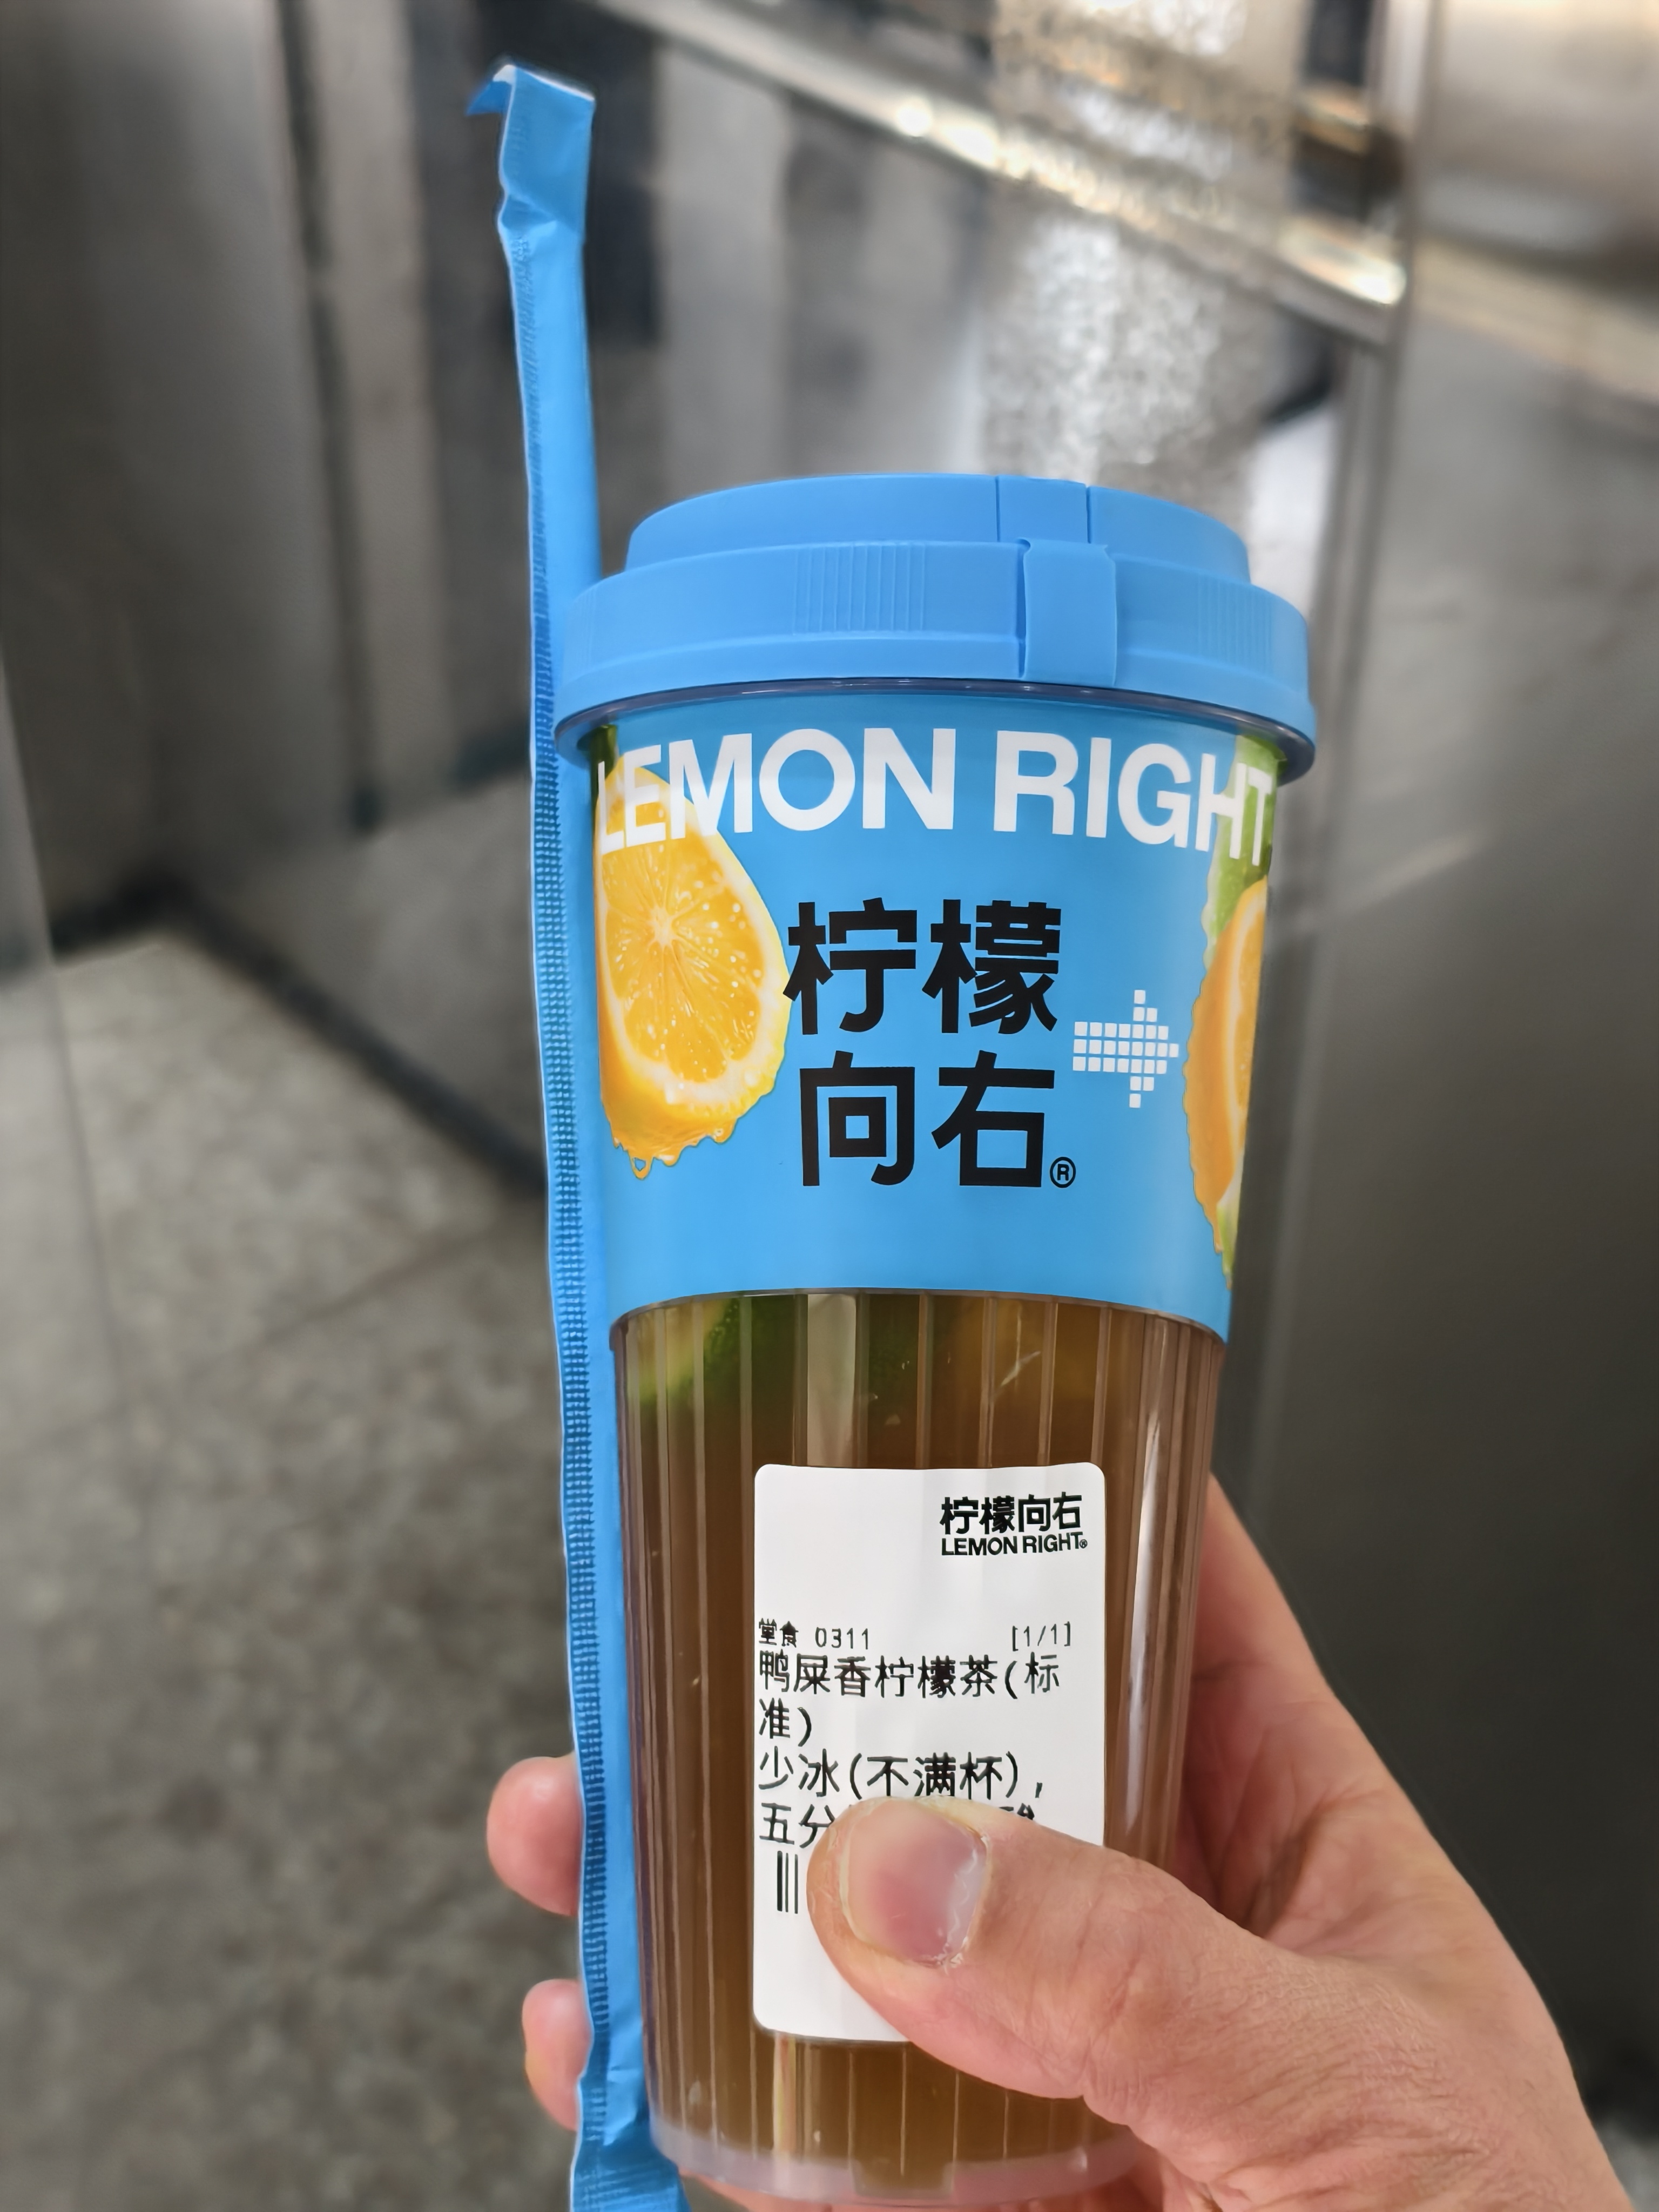 LEMON RIGHT
柠檬
向右®
柠檬向右
LEMON RIGHT®
堂食 0311 [1/1]
鸭屎香柠檬茶(标
准)
少冰(不满杯),
五分